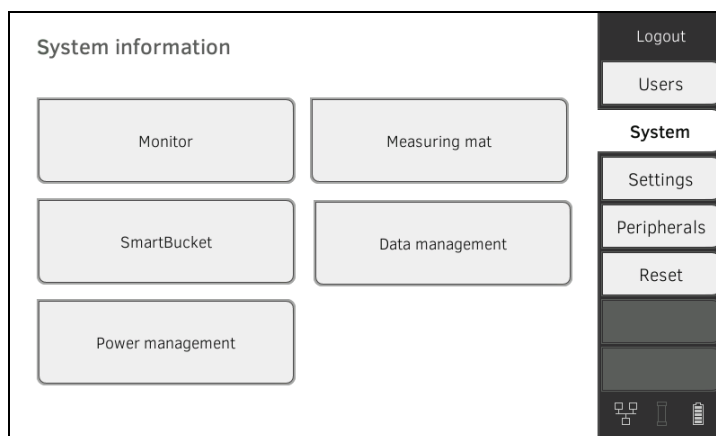 System information
Monitor
Measuring mat
SmartBucket
Data management
Power management
Logout
Users
System
Settings
Peripherals
Reset